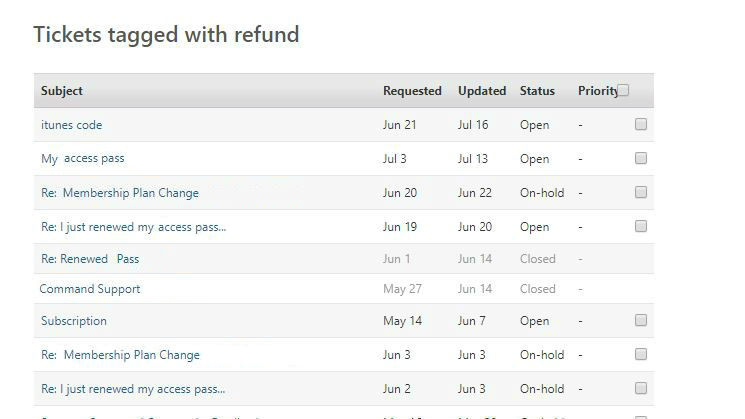 Tickets tagged with refund
Subject Requested Updated Status Priority
itunes code Jun 21 Jul 16 Open -
My access pass Jul 3 Jul 13 Open -
Re: Membership Plan Change Jun 20 Jun 22 On-hold -
Re: I just renewed my access pass... Jun 19 Jun 20 Open -
Re: Renewed Pass Jun 1 Jun 14 Closed -
Command Support May 27 Jun 14 Closed -
Subscription May 14 Jun 7 Open -
Re: Membership Plan Change Jun 3 Jun 3 On-hold -
Re: I just renewed my access pass... Jun 2 Jun 3 On-hold -